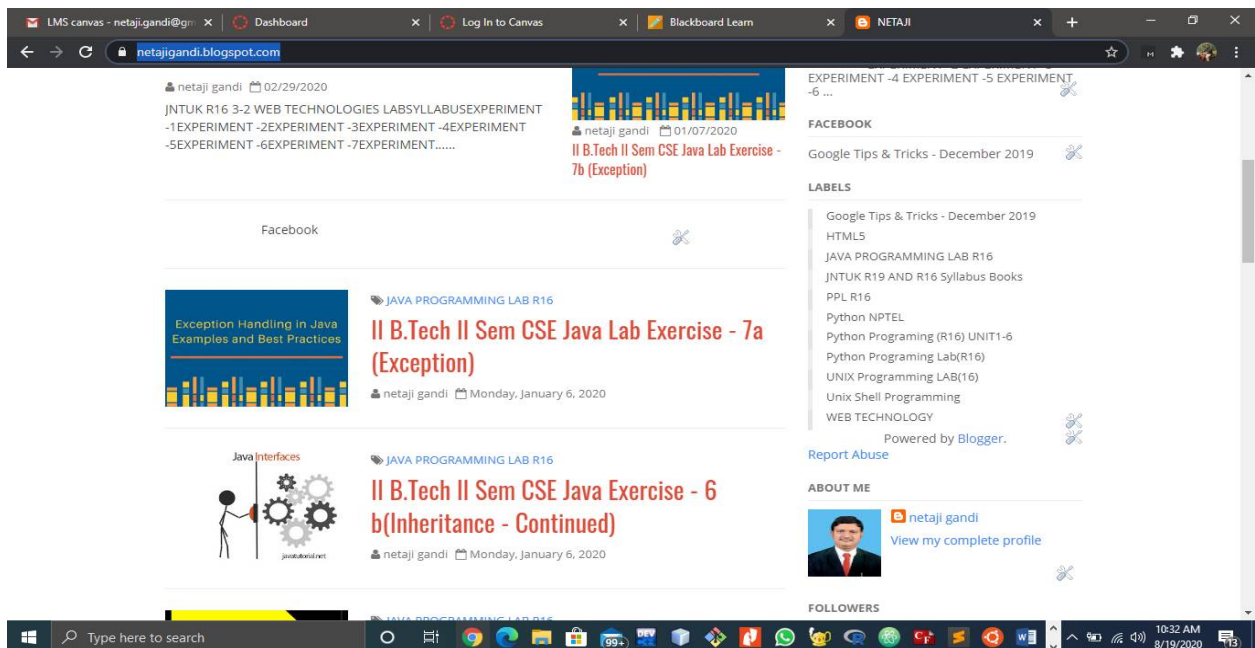 LMS canvas - netaji.gandi@gm
Dashboard
Log In to Canvas
Blackboard Learn
NETAJI
netajigandi.blogspot.com
netaji gandi 02/29/2020
JNTUK R16 3-2 WEB TECHNOLOGIES LABSYLLABUSEXPERIMENT
-1EXPERIMENT -2EXPERIMENT -3EXPERIMENT -4EXPERIMENT
-5EXPERIMENT -6EXPERIMENT -7EXPERIMENT......
netaji gandi 01/07/2020
II B.Tech II Sem CSE Java Lab Exercise -
7b (Exception)
Facebook
JAVA PROGRAMMING LAB R16
Exception Handling in Java
Examples and Best Practices
II B.Tech II Sem CSE Java Lab Exercise - 7a
(Exception)
netaji gandi Monday, January 6, 2020
Java Interfaces
javatutorial.net
JAVA PROGRAMMING LAB R16
II B.Tech II Sem CSE Java Exercise - 6
b(Inheritance - Continued)
netaji gandi Monday, January 6, 2020
EXPERIMENT -4 EXPERIMENT -5 EXPERIMENT
-6 ...
FACEBOOK
Google Tips & Tricks - December 2019
LABELS
Google Tips & Tricks - December 2019
HTML5
JAVA PROGRAMMING LAB R16
JNTUK R19 AND R16 Syllabus Books
PPL R16
Python NPTEL
Python Programing (R16) UNIT1-6
Python Programing Lab(R16)
UNIX Programming LAB(16)
Unix Shell Programming
WEB TECHNOLOGY
Powered by Blogger.
Report Abuse
ABOUT ME
netaji gandi
View my complete profile
FOLLOWERS
Type here to search
99+
DEV
10:32 AM
8/19/2020
13